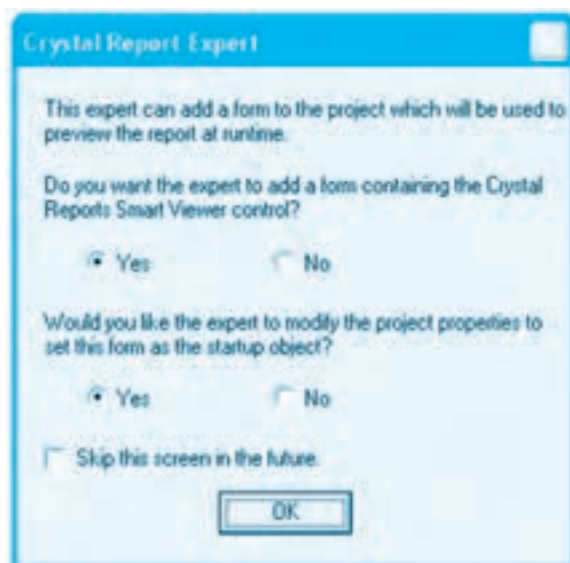 Crystal Report Expert
This expert can add a form to the project which will be used to
preview the report at runtime.
Do you want the expert to add a form containing the Crystal
Reports Smart Viewer control?
Yes No
Would you like the expert to modify the project properties to
set this form as the startup object?
Yes No
Skip this screen in the future.
OK